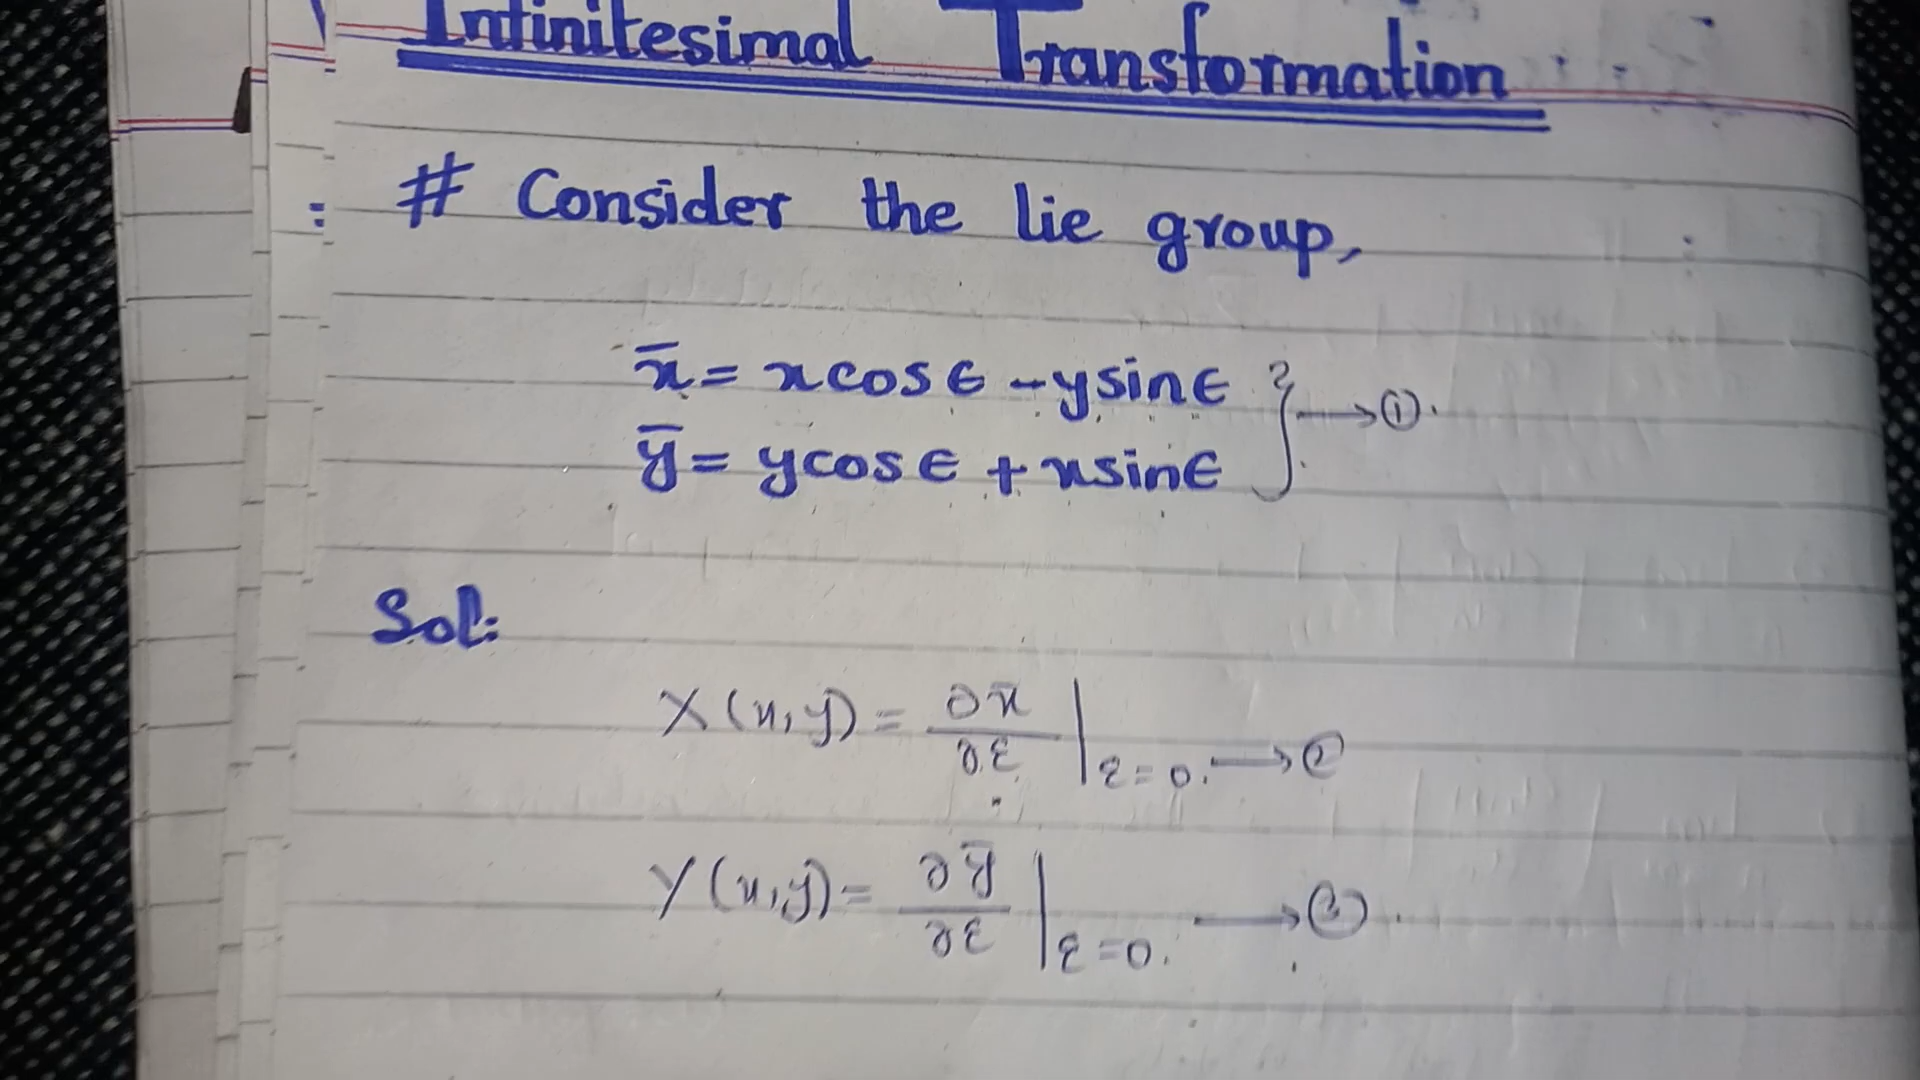 Infinitesimal Transformation
# Consider the lie group,
x̄ = x cos ϵ - y sin ϵ
ȳ = y cos ϵ + x sin ϵ } → ①.
Sol:
X(x,y) = ∂x̄/∂ε |ε=0. → ②
Y(x,y) = ∂ȳ/∂ε |ε=0. → ③.